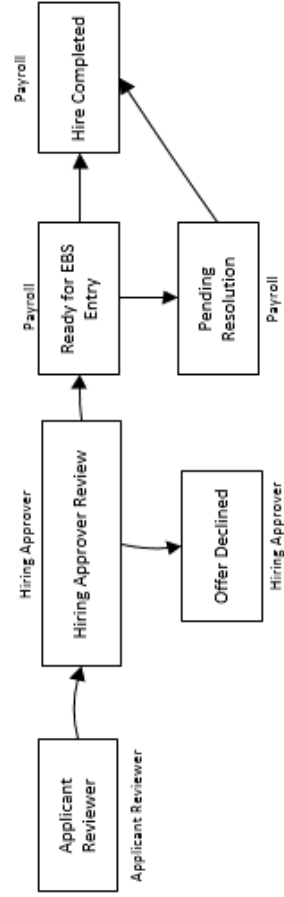 Applicant
Reviewer
Applicant Reviewer
Hiring Approver
Hiring Approver Review
Offer Declined
Hiring Approver
Payroll
Ready for EBS
Entry
Pending
Resolution
Payroll
Payroll
Hire Completed